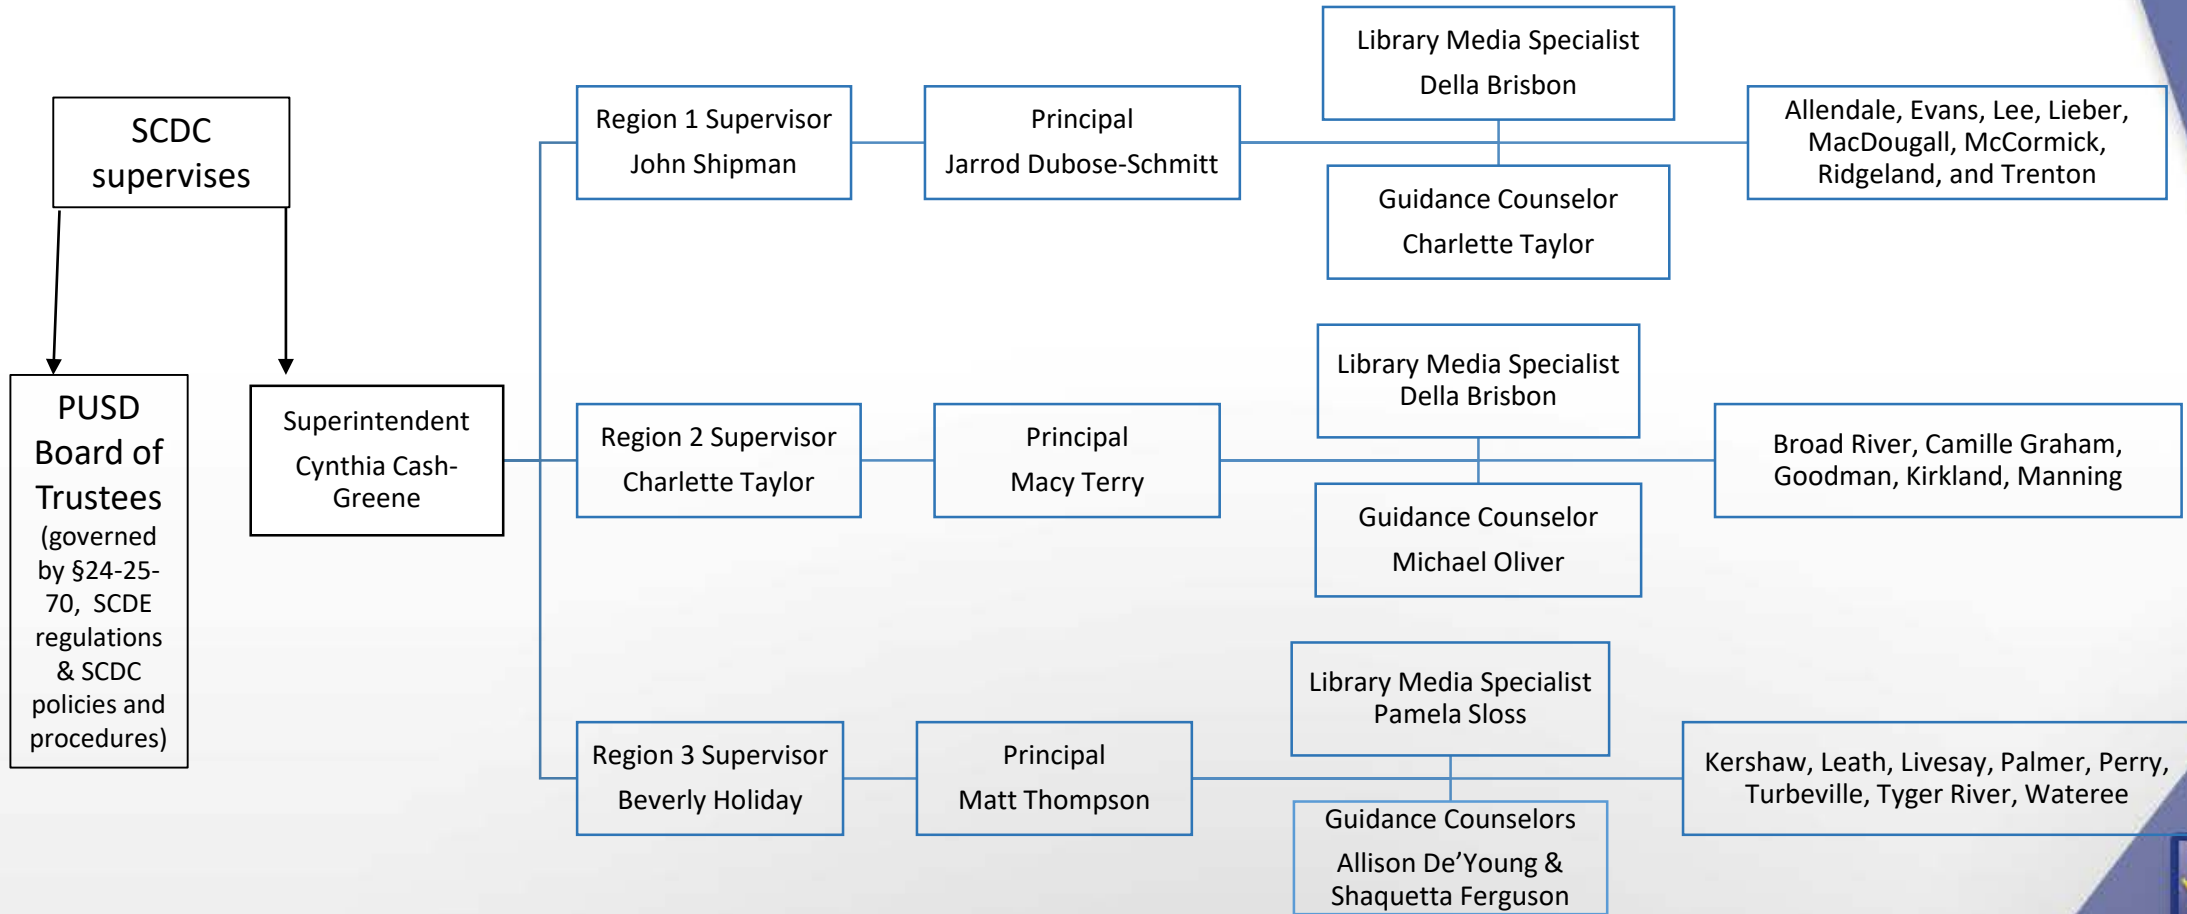 SCDC
supervises
PUSD
Board of
Trustees
(governed
by §24-25-
70, SCDE
regulations
& SCDC
policies and
procedures)
Superintendent
Cynthia Cash-
Greene
Region 1 Supervisor
John Shipman
Principal
Jarrod Dubose-Schmitt
Library Media Specialist
Della Brisbon
Guidance Counselor
Charlette Taylor
Allendale, Evans, Lee, Lieber,
MacDougall, McCormick,
Ridgeland, and Trenton
Region 2 Supervisor
Charlette Taylor
Principal
Macy Terry
Library Media Specialist
Della Brisbon
Guidance Counselor
Michael Oliver
Broad River, Camille Graham,
Goodman, Kirkland, Manning
Region 3 Supervisor
Beverly Holiday
Principal
Matt Thompson
Library Media Specialist
Pamela Sloss
Guidance Counselors
Allison De’Young &
Shaquetta Ferguson
Kershaw, Leath, Livesay, Palmer, Perry,
Turbeville, Tyger River, Wateree